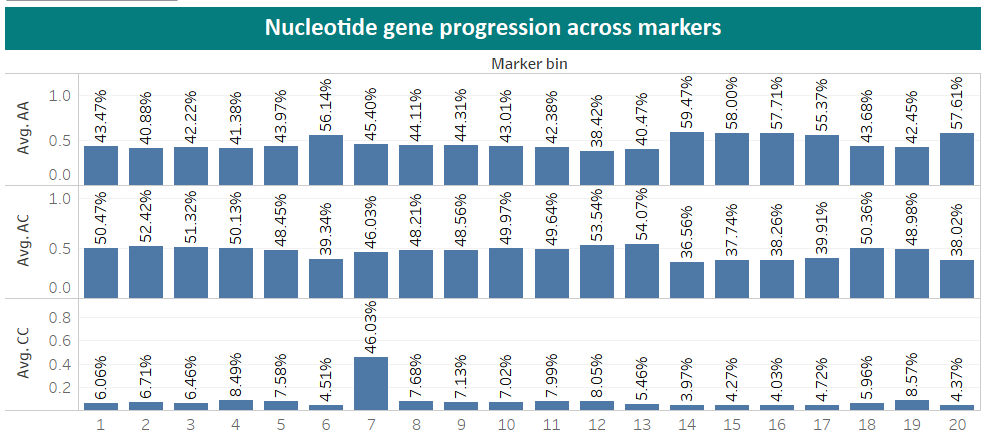 Nucleotide gene progression across markers
Marker bin
Avg. AA
1.0
0.5
0.0
43.47% 40.88% 42.22% 41.38% 43.97% 56.14% 45.40% 44.11% 44.31% 43.01% 42.38% 38.42% 40.47% 59.47% 58.00% 57.71% 55.37% 43.68% 42.45% 57.61%
Avg. AC
1.0
0.5
0.0
50.47% 52.42% 51.32% 50.13% 48.45% 39.34% 46.03% 48.21% 48.56% 49.97% 49.64% 53.54% 54.07% 36.56% 37.74% 38.26% 39.91% 50.36% 48.98% 38.02%
Avg. CC
0.8
0.6
0.4
0.2
6.06% 6.71% 6.46% 8.49% 7.58% 4.51% 46.03% 7.68% 7.13% 7.02% 7.99% 8.05% 5.46% 3.97% 4.27% 4.03% 4.72% 5.96% 8.57% 4.37%
1 2 3 4 5 6 7 8 9 10 11 12 13 14 15 16 17 18 19 20